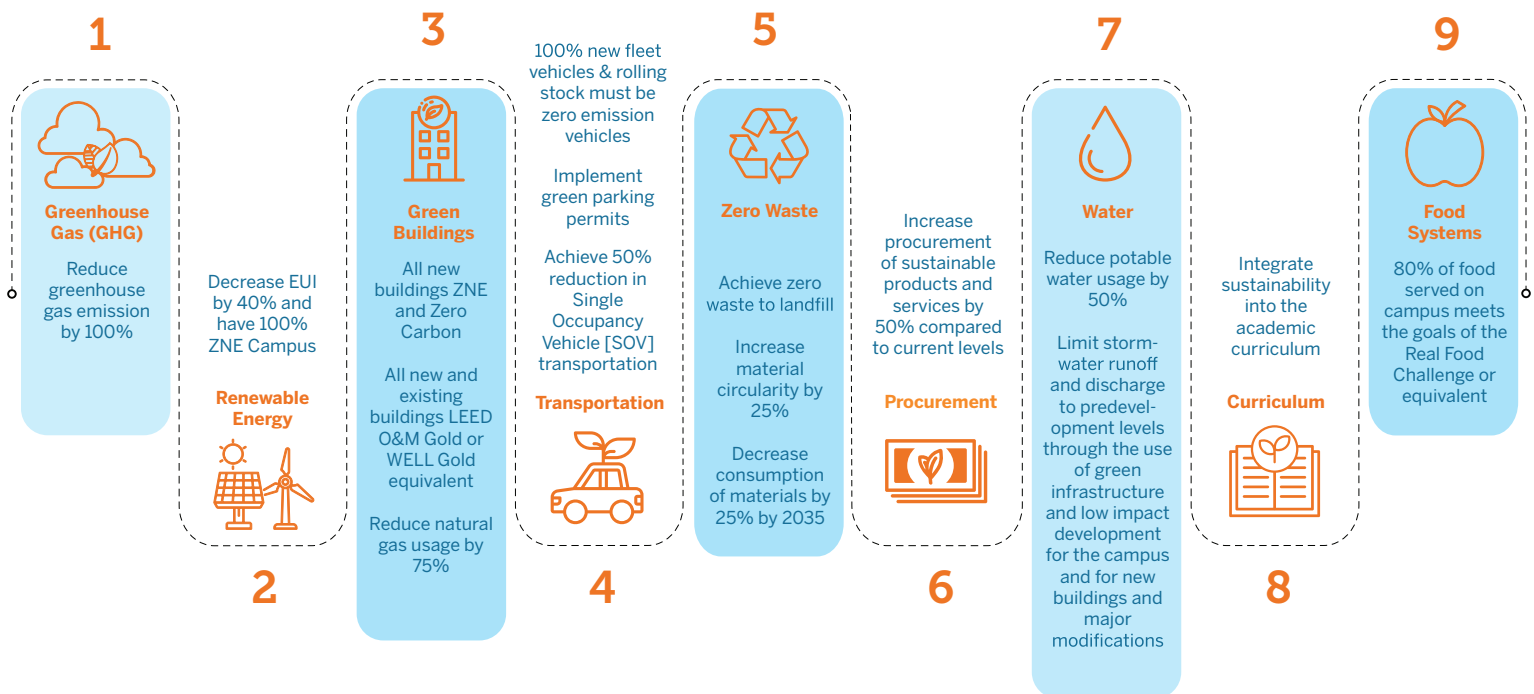 1
Greenhouse
Gas (GHG)
Reduce
greenhouse
gas emission
by 100%
Decrease EUI
by 40% and
have 100%
ZNE Campus
Renewable
Energy
2
3
Green
Buildings
All new
buildings ZNE
and Zero
Carbon
All new and
existing
buildings LEED
O&M Gold or
WELL Gold
equivalent
Reduce natural
gas usage by
75%
100% new fleet
vehicles & rolling
stock must be
zero emission
vehicles
Implement
green parking
permits
Achieve 50%
reduction in
Single
Occupancy
Vehicle [SOV]
transportation
Transportation
4
5
Zero Waste
Achieve zero
waste to landfill
Increase
material
circularity by
25%
Decrease
consumption
of materials by
25% by 2035
Increase
procurement
of sustainable
products and
services by
50% compared
to current levels
Procurement
6
7
Water
Reduce potable
water usage by
50%
Limit storm-
water runoff
and discharge
to predevel-
opment levels
through the use
of green
infrastructure
and low impact
development
for the campus
and for new
buildings and
major
modifications
Integrate
sustainability
into the
academic
curriculum
Curriculum
8
9
Food
Systems
80% of food
served on
campus meets
the goals of the
Real Food
Challenge or
equivalent